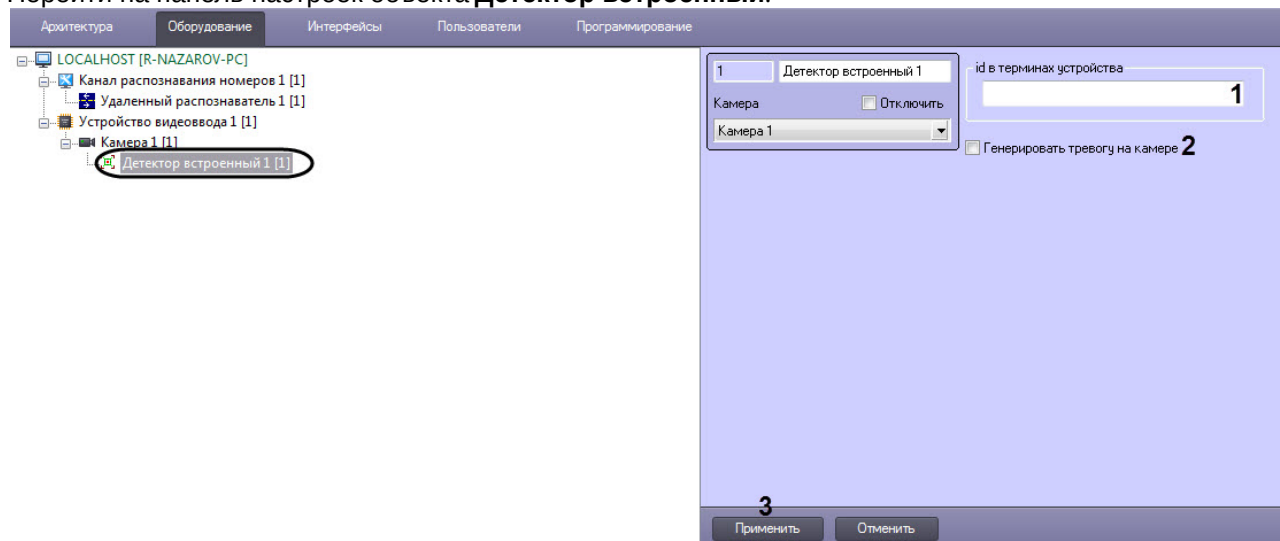 Перейти на панель настроек объекта Детектор встроенный.
Архитектура Оборудование Интерфейсы Пользователи Программирование
LOCALHOST [R-NAZAROV-PC]
Канал распознавания номеров 1 [1]
Удаленный распознаватель 1 [1]
Устройство видеоввода 1 [1]
Камера 1 [1]
Детектор встроенный 1 [1]
1 Детектор встроенный 1
Камера Отключить
Камера 1
id в терминах устройства
1
Генерировать тревогу на камере 2
3
Применить Отменить